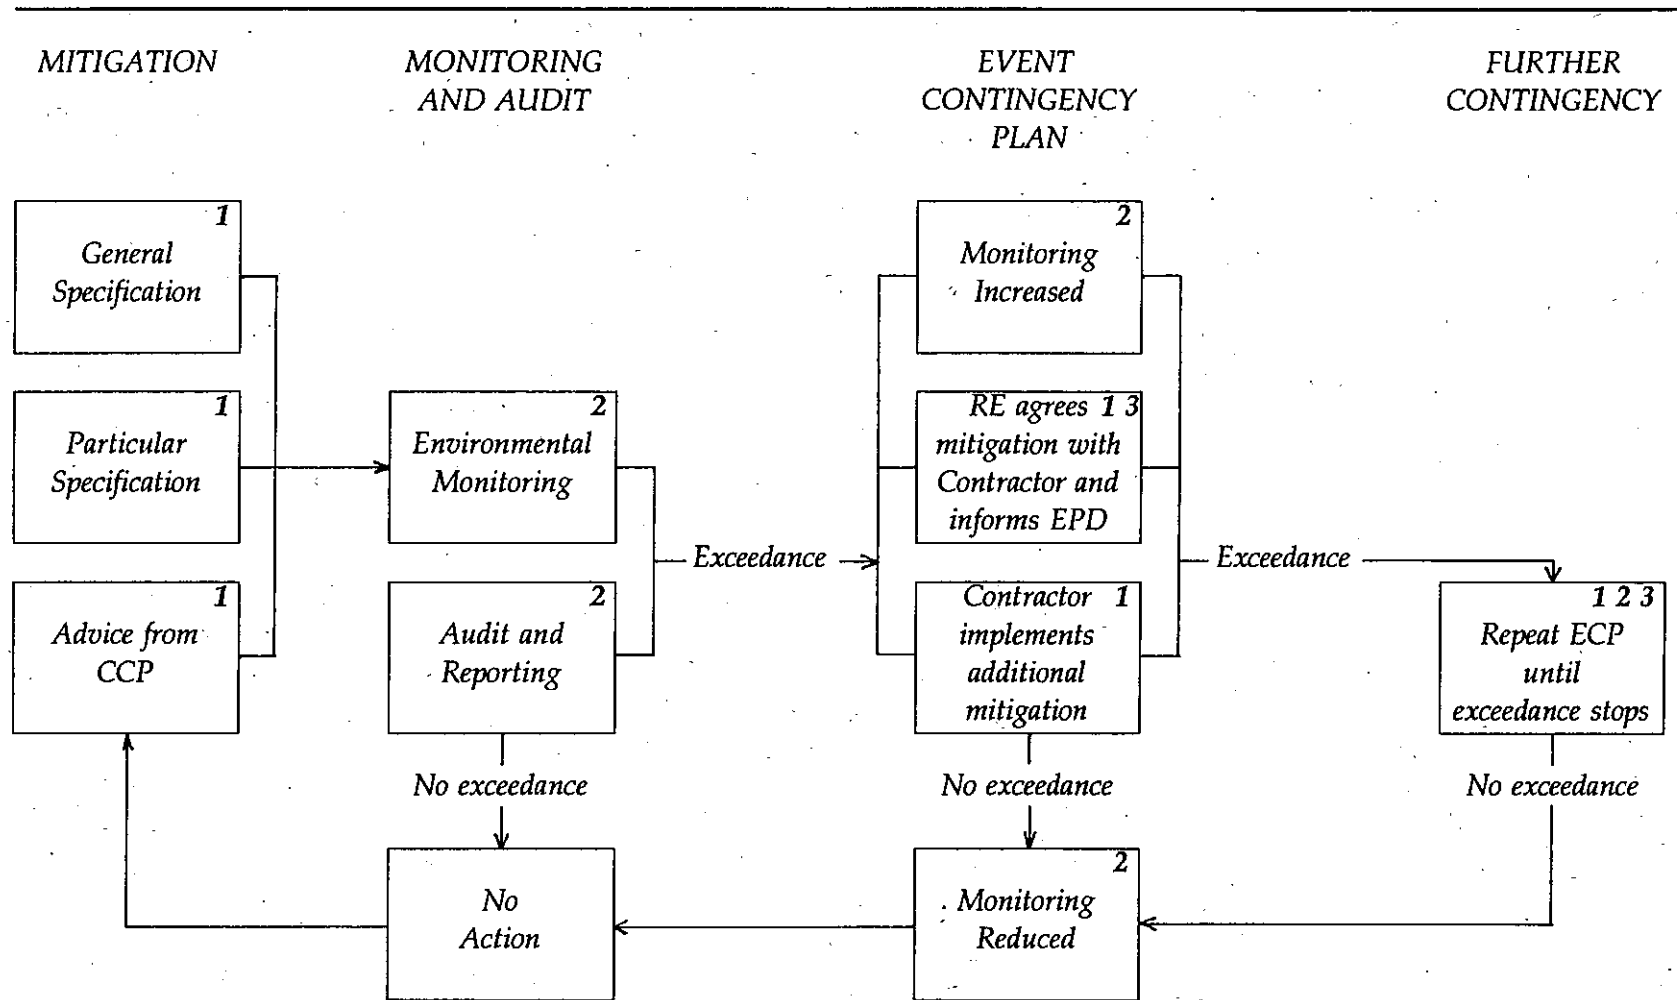 MITIGATION
MONITORING
AND AUDIT
EVENT
CONTINGENCY
PLAN
FURTHER
CONTINGENCY
1
General
Specification
2
Monitoring
Increased
1
Particular
Specification
2
Environmental
Monitoring
RE agrees 1 3
mitigation with
Contractor and
informs EPD
Exceedance
Exceedance
1
Advice from
CCP
2
Audit and
Reporting
Contractor 1
implements
additional
mitigation
1 2 3
Repeat ECP
until
exceedance stops
No exceedance
No exceedance
No exceedance
No
Action
2
Monitoring
Reduced